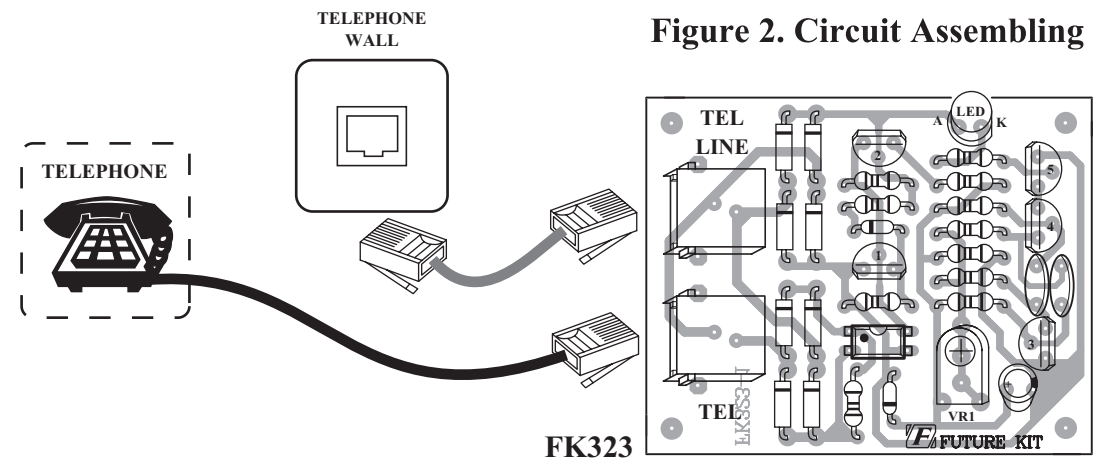 TELEPHONE
WALL
Figure 2. Circuit Assembling
TELEPHONE
TEL
LINE
LED
A
K
2
5
4
1
3
+
TEL
VR1
FK323
F FUTURE KIT